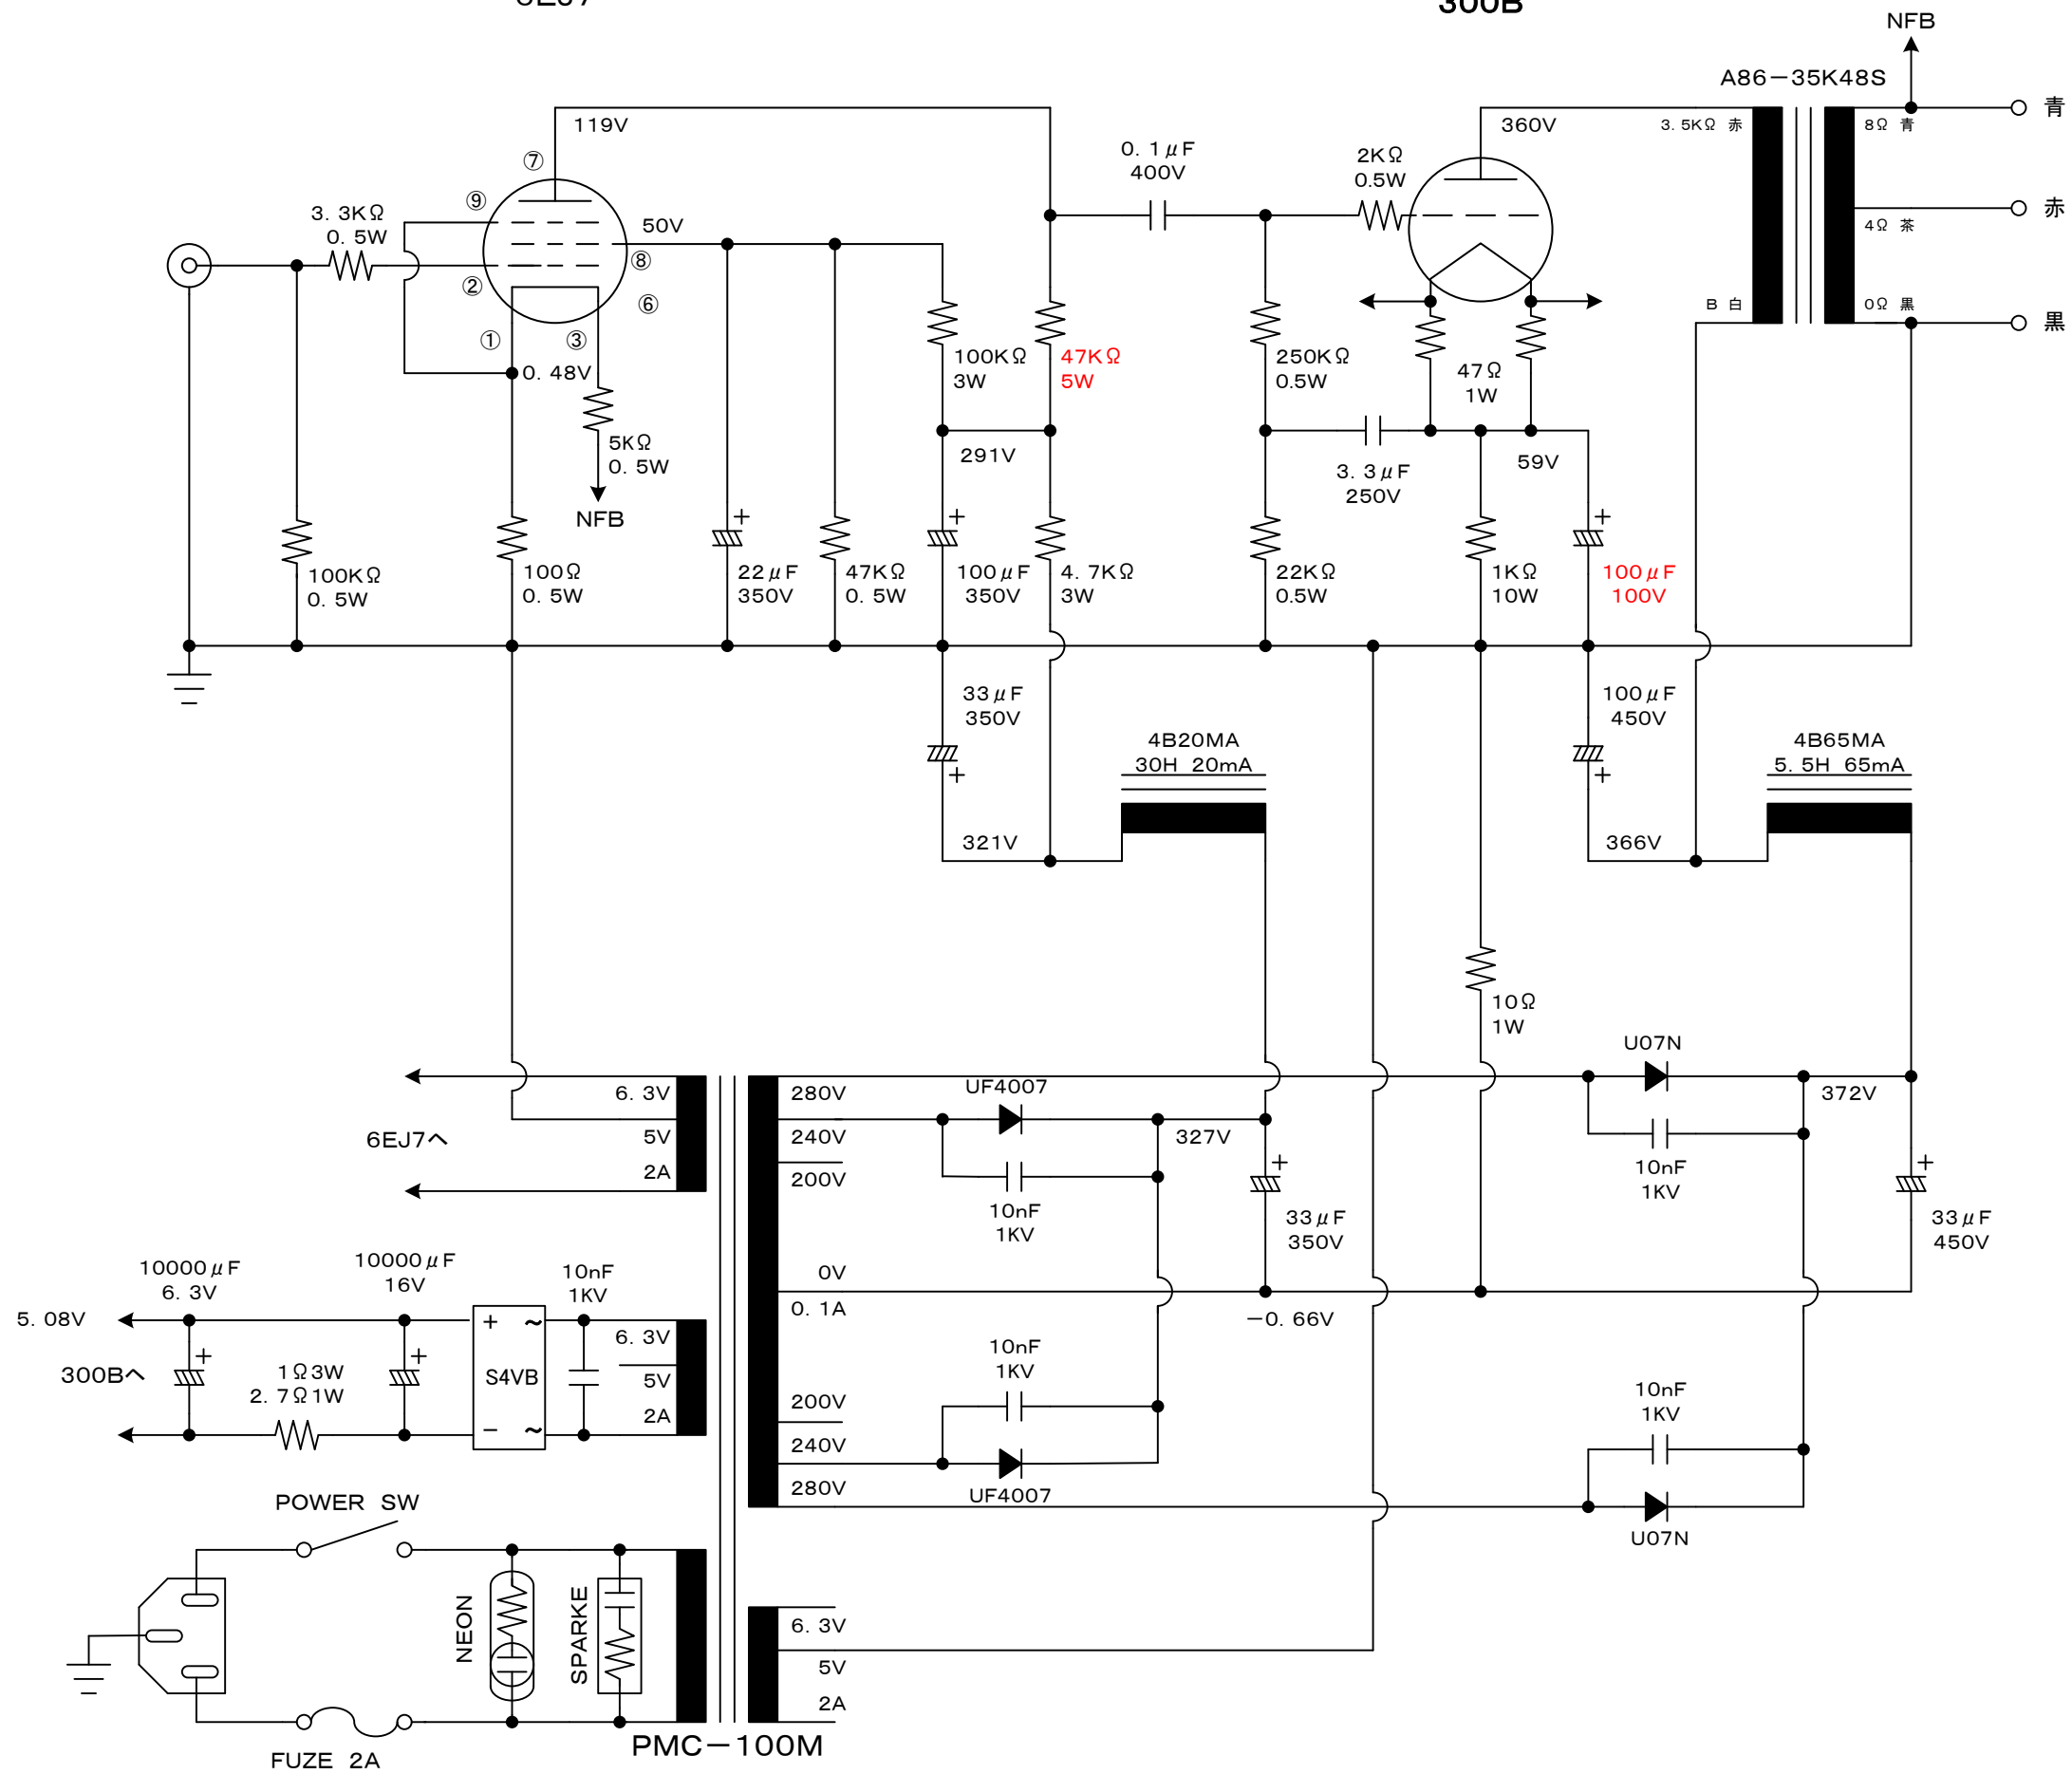 6EJ7
300B
NFB
A86-35K48S
119V
360V
3.5KΩ 赤
8Ω 青
青
⑦
0.1μF
400V
2KΩ
0.5W
⑨
3.3KΩ
0.5W
50V
赤
4Ω 茶
⑧
②
⑥
B 白
0Ω 黒
黒
①
③
0.48V
100KΩ
3W
47KΩ
5W
250KΩ
0.5W
47Ω
1W
5KΩ
0.5W
291V
59V
3.3μF
250V
NFB
+
+
+
100KΩ
0.5W
100Ω
0.5W
22μF
350V
47KΩ
0.5W
100μF
350V
4.7KΩ
3W
22KΩ
0.5W
1KΩ
10W
100μF
100V
33μF
350V
100μF
450V
4B20MA
30H 20mA
4B65MA
5.5H 65mA
+
+
321V
366V
10Ω
1W
U07N
6.3V
280V
UF4007
372V
6EJ7へ
5V
240V
327V
2A
200V
+
+
10nF
1KV
10nF
1KV
33μF
350V
33μF
450V
10000μF
6.3V
10000μF
16V
10nF
1KV
0V
0.1A
-0.66V
5.08V
+
~
6.3V
10nF
1KV
+
+
300Bへ
1Ω3W
2.7Ω1W
S4VB
5V
2A
200V
10nF
1KV
-
~
240V
280V
UF4007
POWER SW
U07N
NEON
SPARKE
6.3V
5V
2A
PMC-100M
FUZE 2A